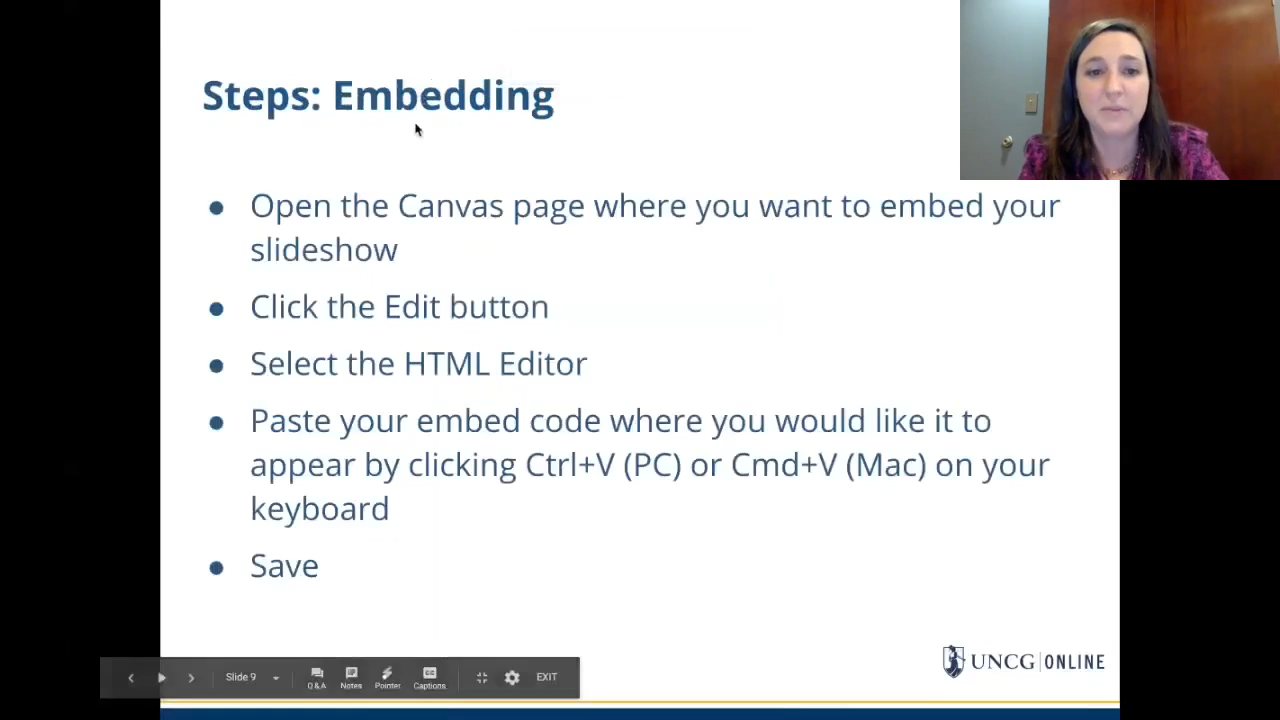 Steps: Embedding
● Open the Canvas page where you want to embed your
slideshow
● Click the Edit button
● Select the HTML Editor
● Paste your embed code where you would like it to
appear by clicking Ctrl+V (PC) or Cmd+V (Mac) on your
keyboard
● Save
UNCG | ONLINE
Slide 9 Q&A Notes Pointer Captions EXIT